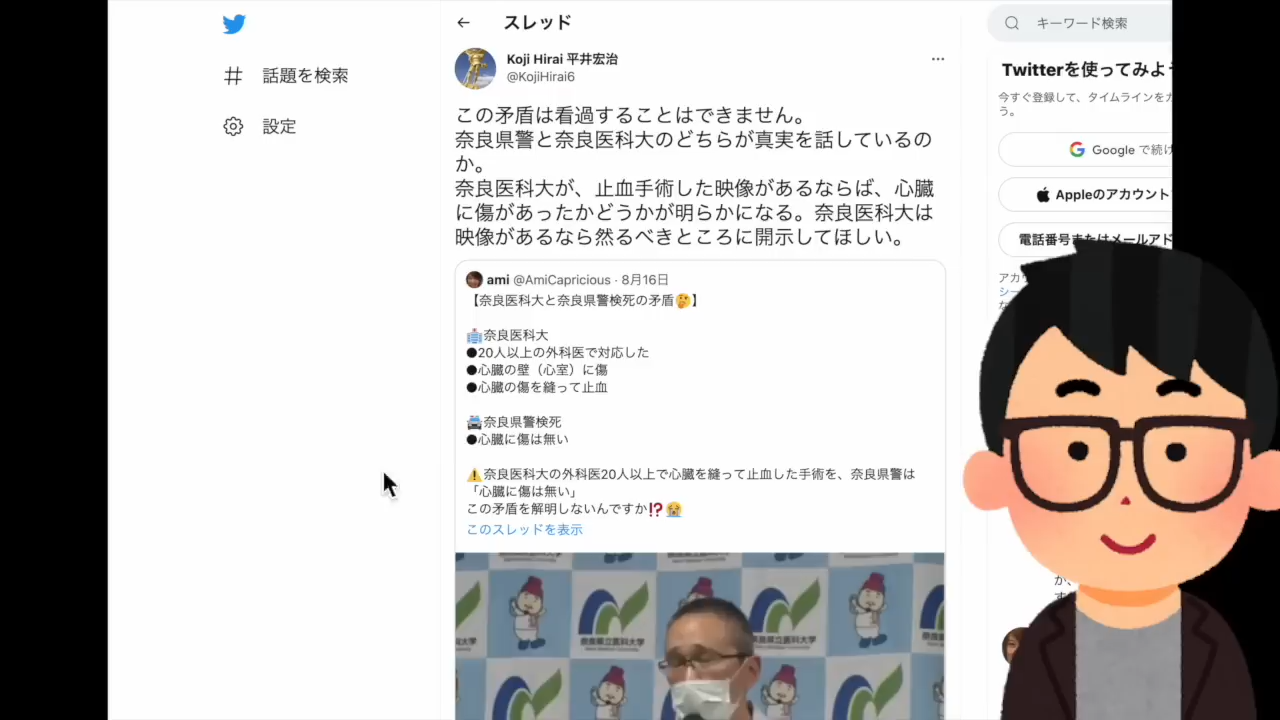 スレッド
キーワード検索
話題を検索
設定
Koji Hirai 平井宏治
@KojiHirai6
この矛盾は看過することはできません。
奈良県警と奈良医科大のどちらが真実を話しているの
か。
奈良医科大が、止血手術した映像があるならば、心臓
に傷があったかどうかが明らかになる。奈良医科大は
映像があるなら然るべきところに開示してほしい。
ami @AmiCapricious · 8月16日
【奈良医科大と奈良県警検死の矛盾🤔】
🏥奈良医科大
●20人以上の外科医で対応した
●心臓の壁（心室）に傷
●心臓の傷を縫って止血
🚔奈良県警検死
●心臓に傷は無い
⚠️奈良医科大の外科医20人以上で心臓を縫って止血した手術を、奈良県警は
「心臓に傷は無い」
この矛盾を解明しないんですか⁉️😭
このスレッドを表示
奈良県立医科大学
奈良県立医科大学
Twitterを使ってみよ
今すぐ登録して、タイムラインをカ
う。
Google で続け
Appleのアカウント
電話番号またはメールアド
アカ
シー
な
か、